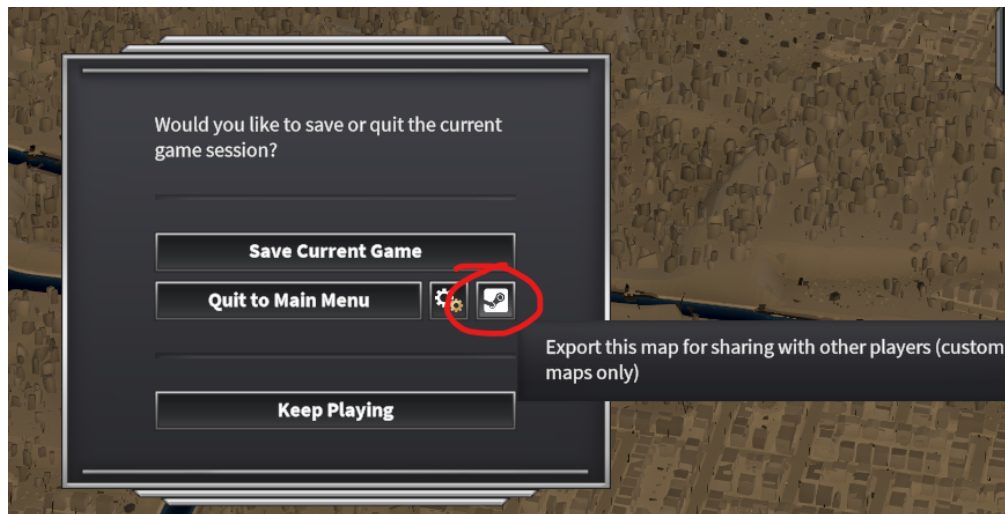 Would you like to save or quit the current
game session?
Save Current Game
Quit to Main Menu
Export this map for sharing with other players (custom
maps only)
Keep Playing